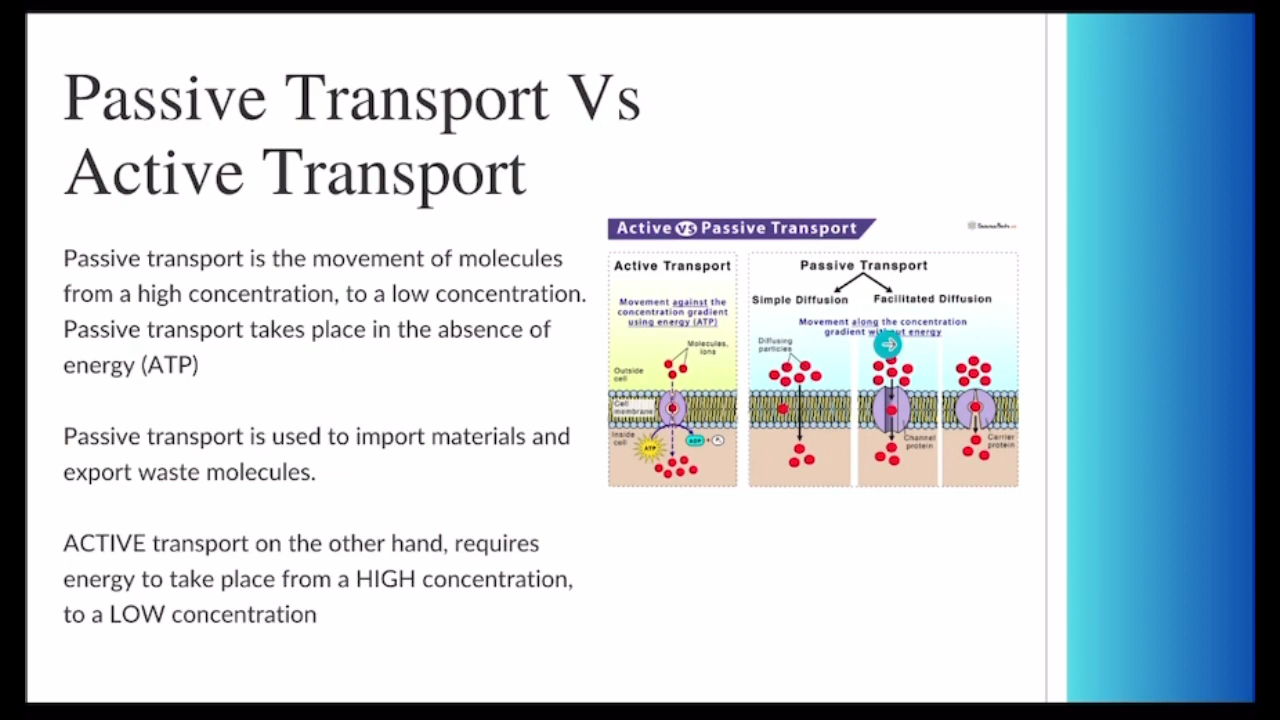 Passive Transport Vs
Active Transport
Passive transport is the movement of molecules
from a high concentration, to a low concentration.
Passive transport takes place in the absence of
energy (ATP)
Passive transport is used to import materials and
export waste molecules.
ACTIVE transport on the other hand, requires
energy to take place from a HIGH concentration,
to a LOW concentration
Active VS Passive Transport
Active Transport
Movement against the
concentration gradient
using energy (ATP)
Molecules,
Ions
Outside
cell
Cell
membrane
Inside
cell
ATP
ADP + Pi
Passive Transport
Simple Diffusion
Facilitated Diffusion
Movement along the concentration
gradient energy
Diffusing
particles
Channel
protein
Carrier
protein